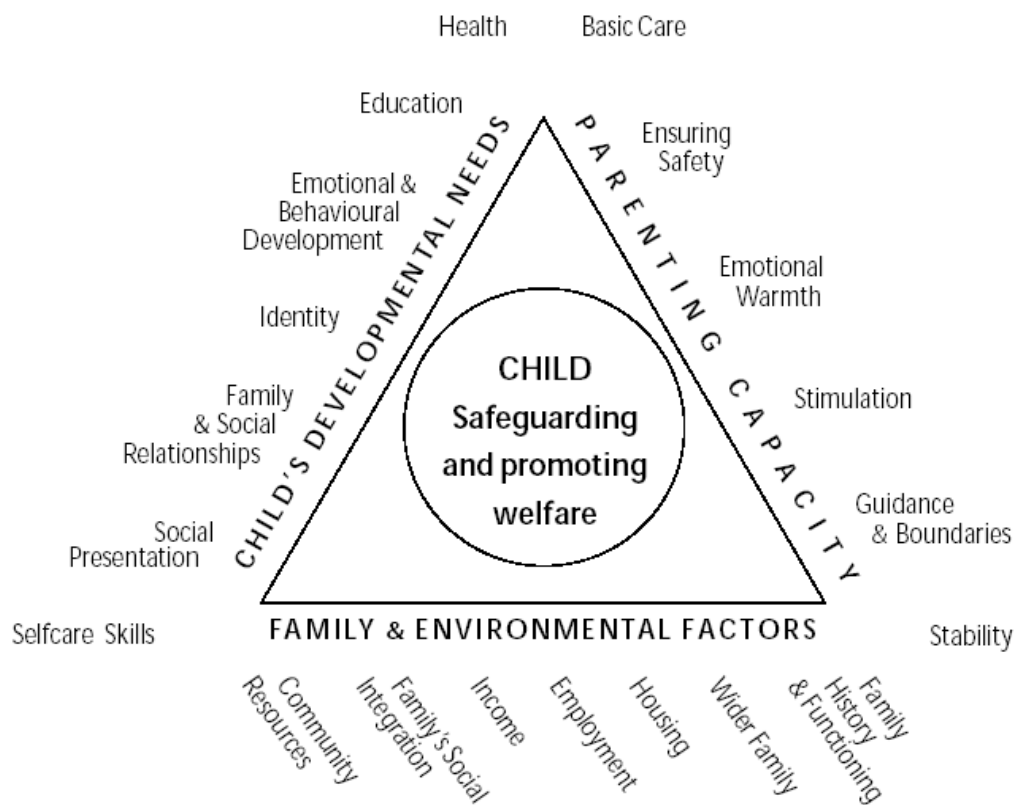 Health
Basic Care
Education
Ensuring
Safety
Emotional &
Behavioural
Development
Emotional
Warmth
Identity
Stimulation
Family
& Social
Relationships
Guidance
& Boundaries
Social
Presentation
Selfcare Skills
Stability
CHILD'S DEVELOPMENTAL NEEDS
PARENTING CAPACITY
CHILD
Safeguarding
and promoting
welfare
FAMILY & ENVIRONMENTAL FACTORS
Community
Resources
Family's Social
Integration
Income
Employment
Housing
Wider Family
Family
History
& Functioning